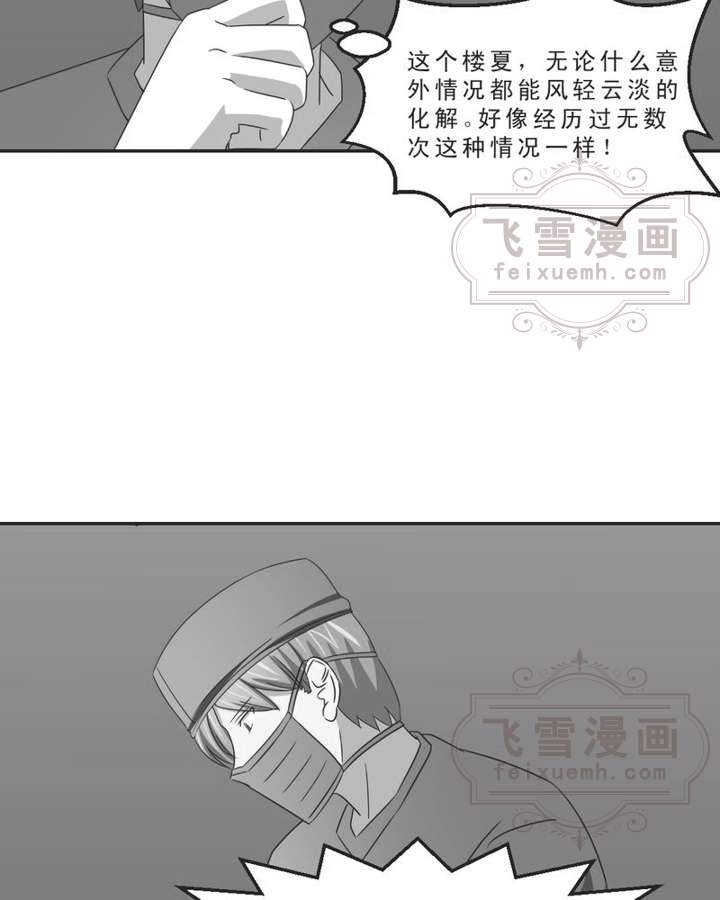 这个楼夏，无论什么意
外情况都能风轻云淡的
化解。好像经历过无数
次这种情况一样！
飞雪漫画
feixuemh.com
飞雪漫画
feixuemh.com